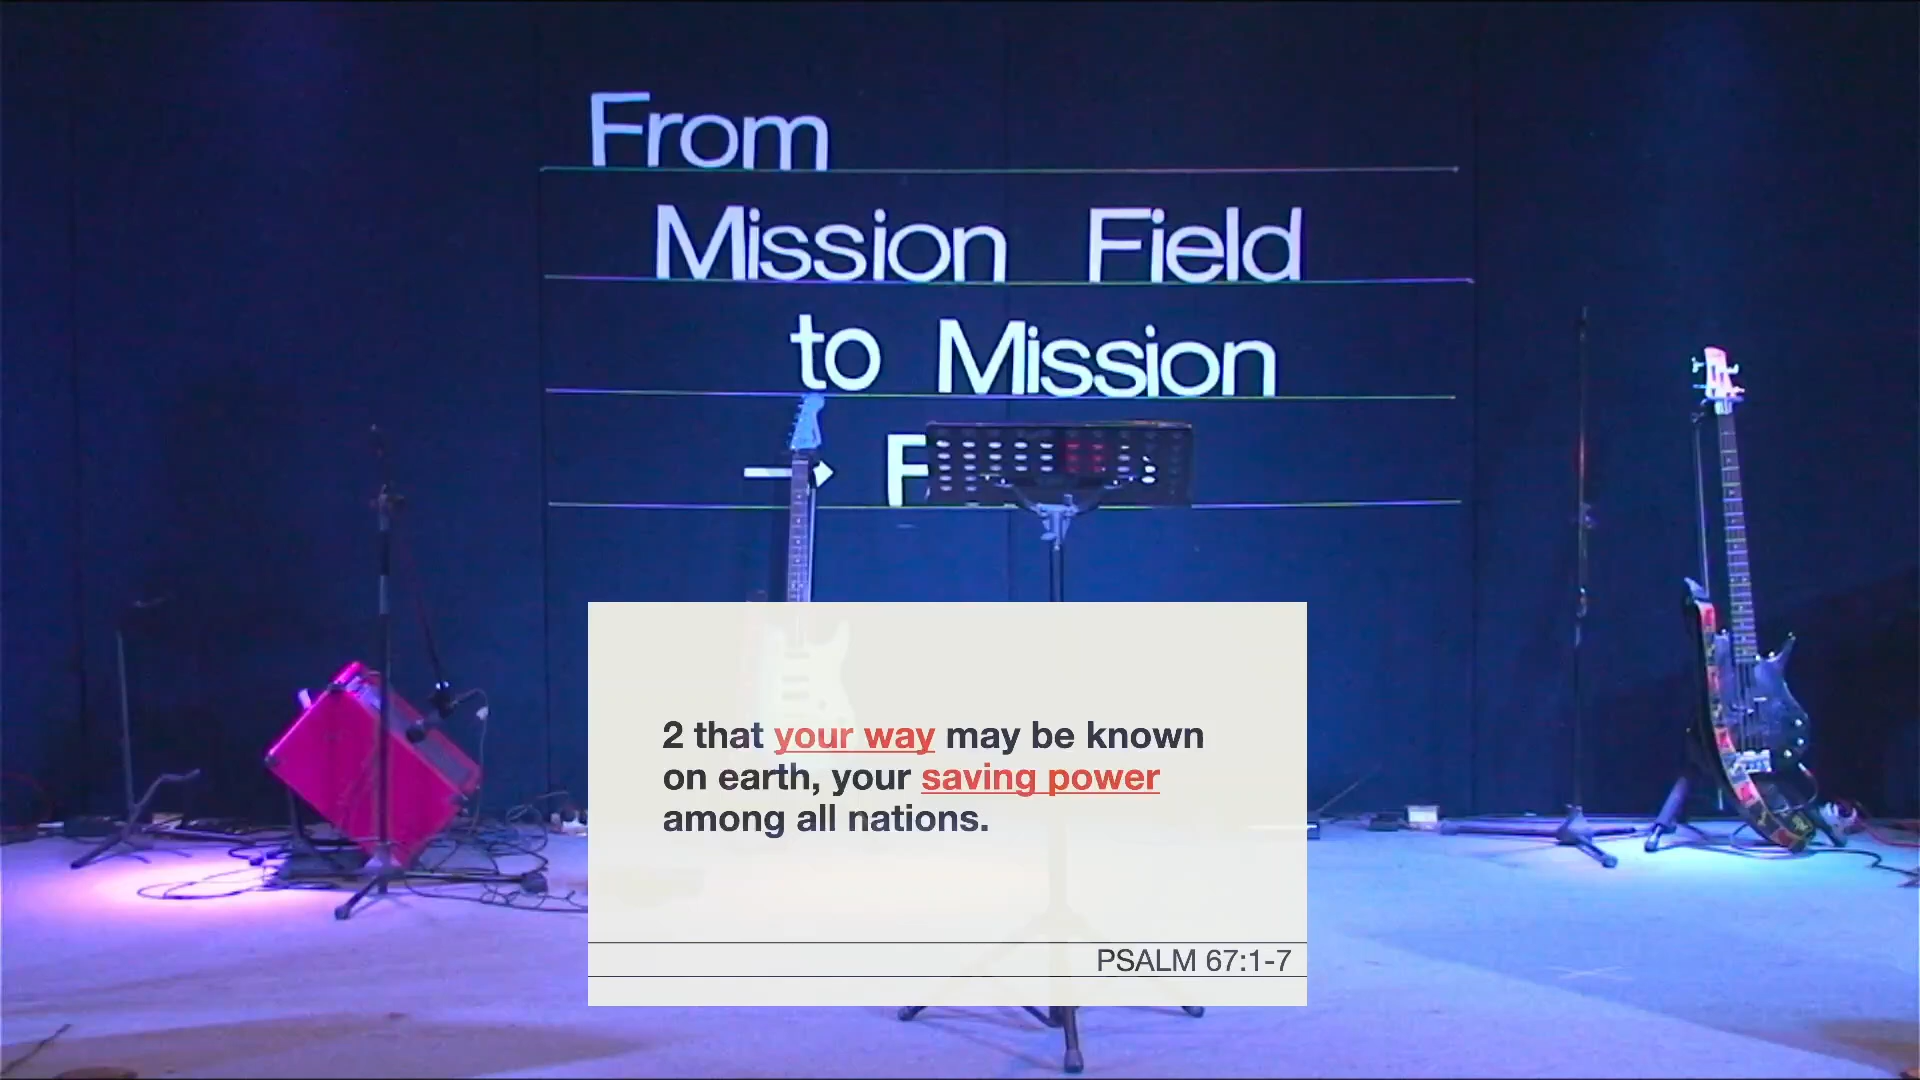 From
Mission Field
to Mission
→ F
2 that your way may be known
on earth, your saving power
among all nations.
PSALM 67:1-7